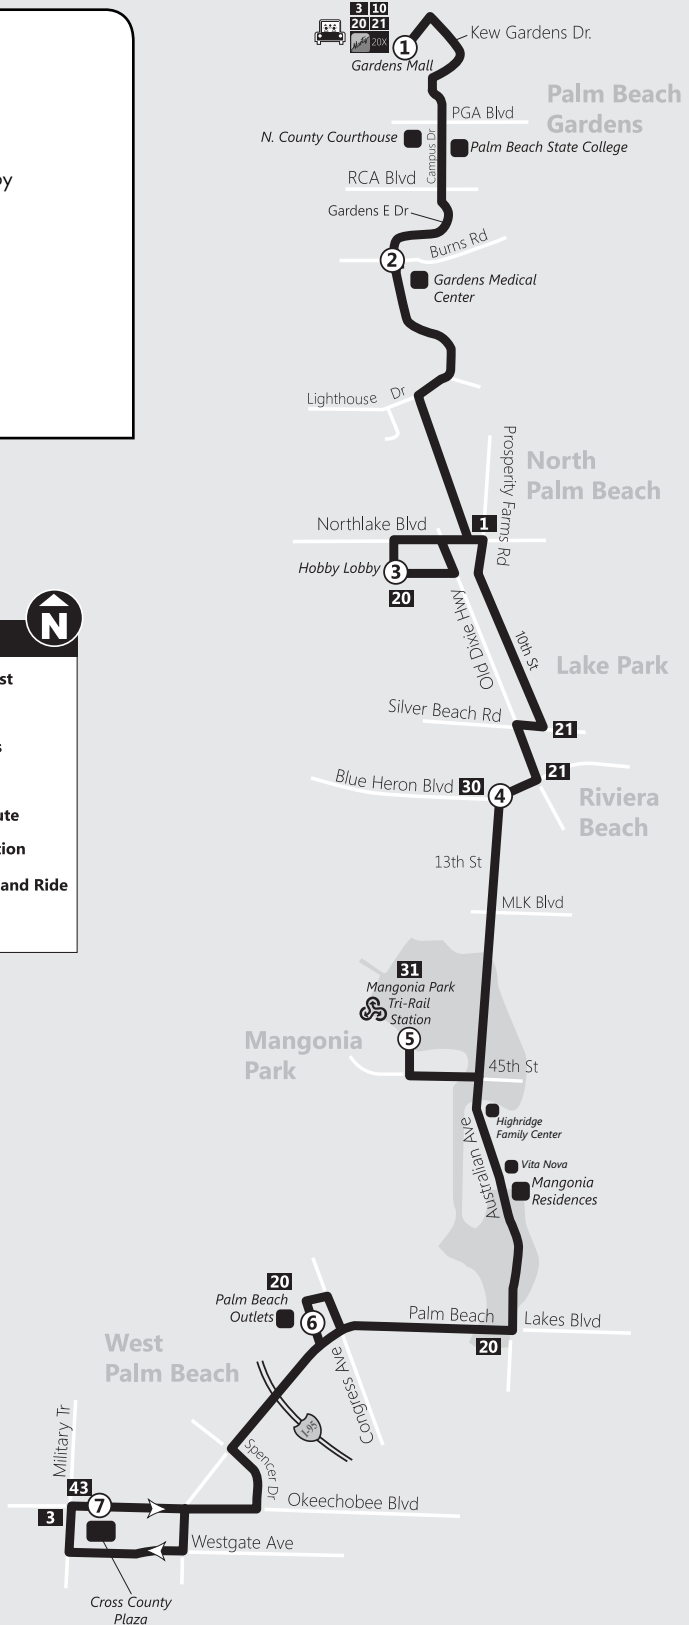 3 10
20 21
20X
1
Gardens Mall
Kew Gardens Dr.
Palm Beach
Gardens
PGA Blvd
N. County Courthouse
Campus Dr
Palm Beach State College
RCA Blvd
Gardens E Dr
Burns Rd
2
Gardens Medical
Center
Lighthouse Dr
Prosperity Farms Rd
North
Palm Beach
Northlake Blvd
1
Hobby Lobby
3
20
Old Dixie Hwy
10th St
Lake Park
Silver Beach Rd
21
21
Blue Heron Blvd
30
4
Riviera
Beach
13th St
MLK Blvd
31
Mangonia Park
Tri-Rail
Station
5
Mangonia
Park
45th St
Highridge
Family Center
Australian Ave
Vita Nova
Mangonia
Residences
20
Palm Beach
Outlets
6
Palm Beach Lakes Blvd
20
West
Palm Beach
Congress Ave
I-95
Spencer Dr
Military Tr
43
7
3
Okeechobee Blvd
Westgate Ave
Cross County
Plaza
N
st
s
ute
tion
and Ride